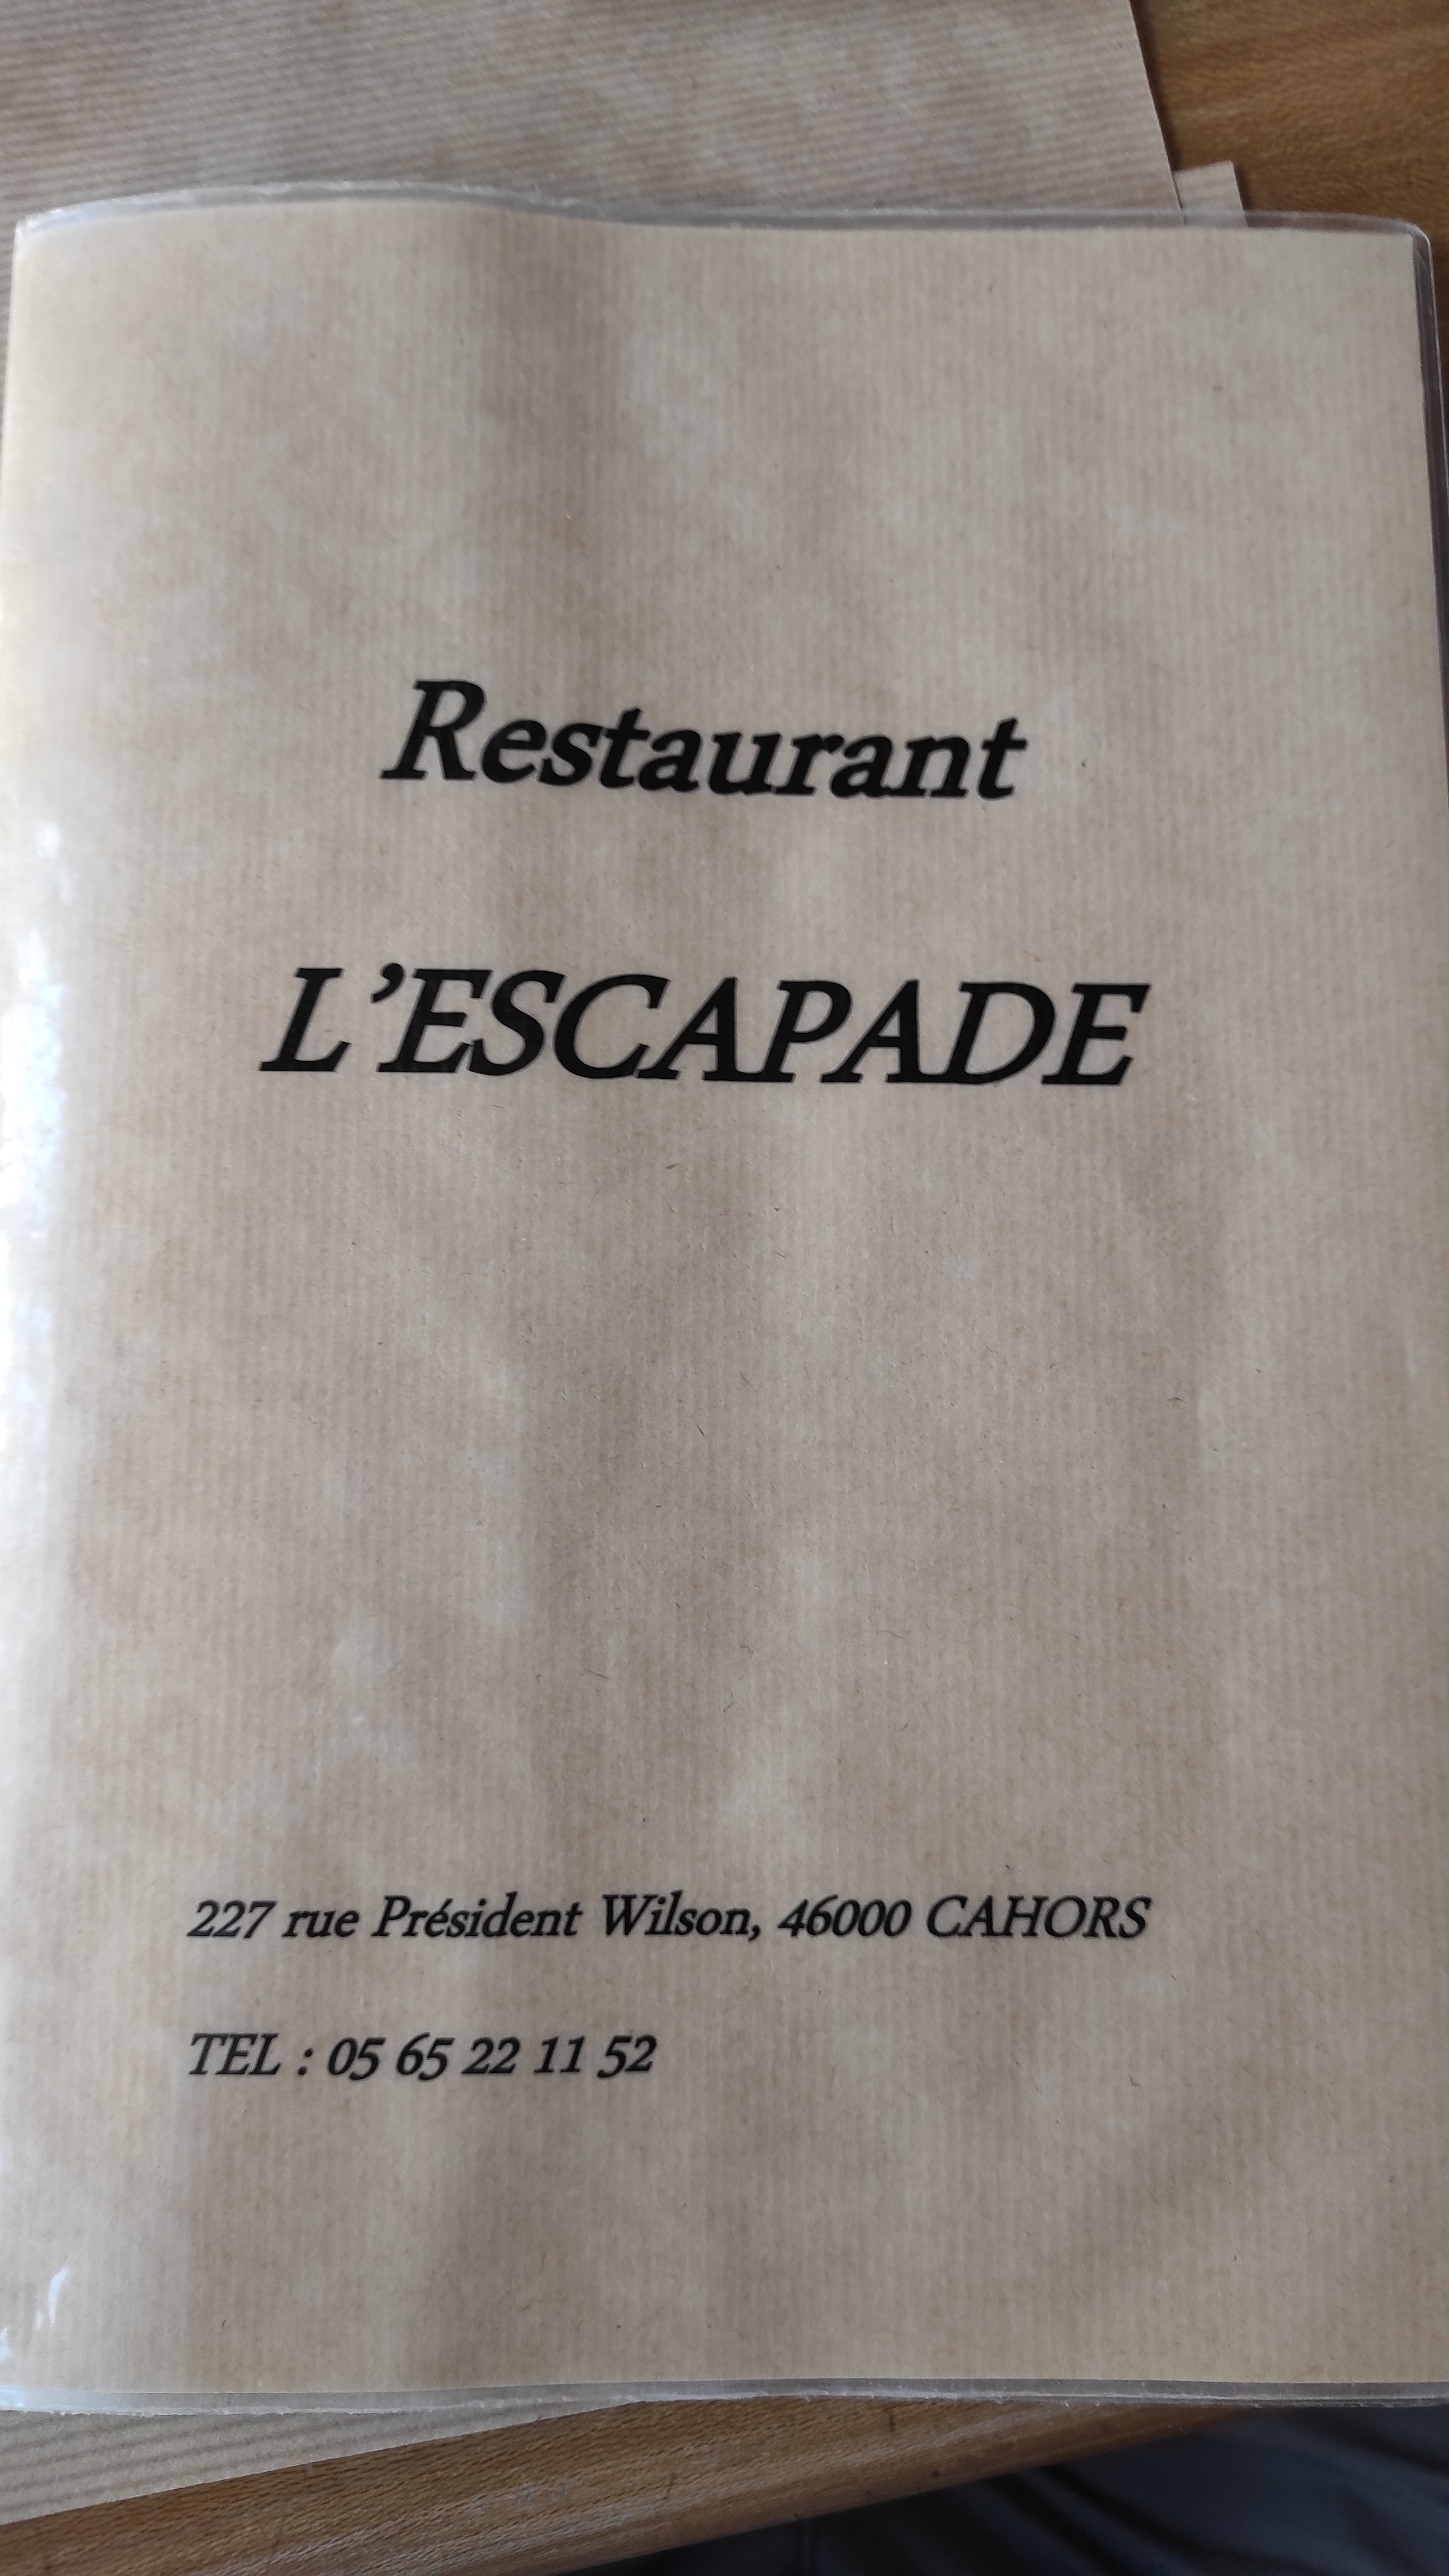 Restaurant
L’ESCAPADE
227 rue Président Wilson, 46000 CAHORS
TEL : 05 65 22 11 52